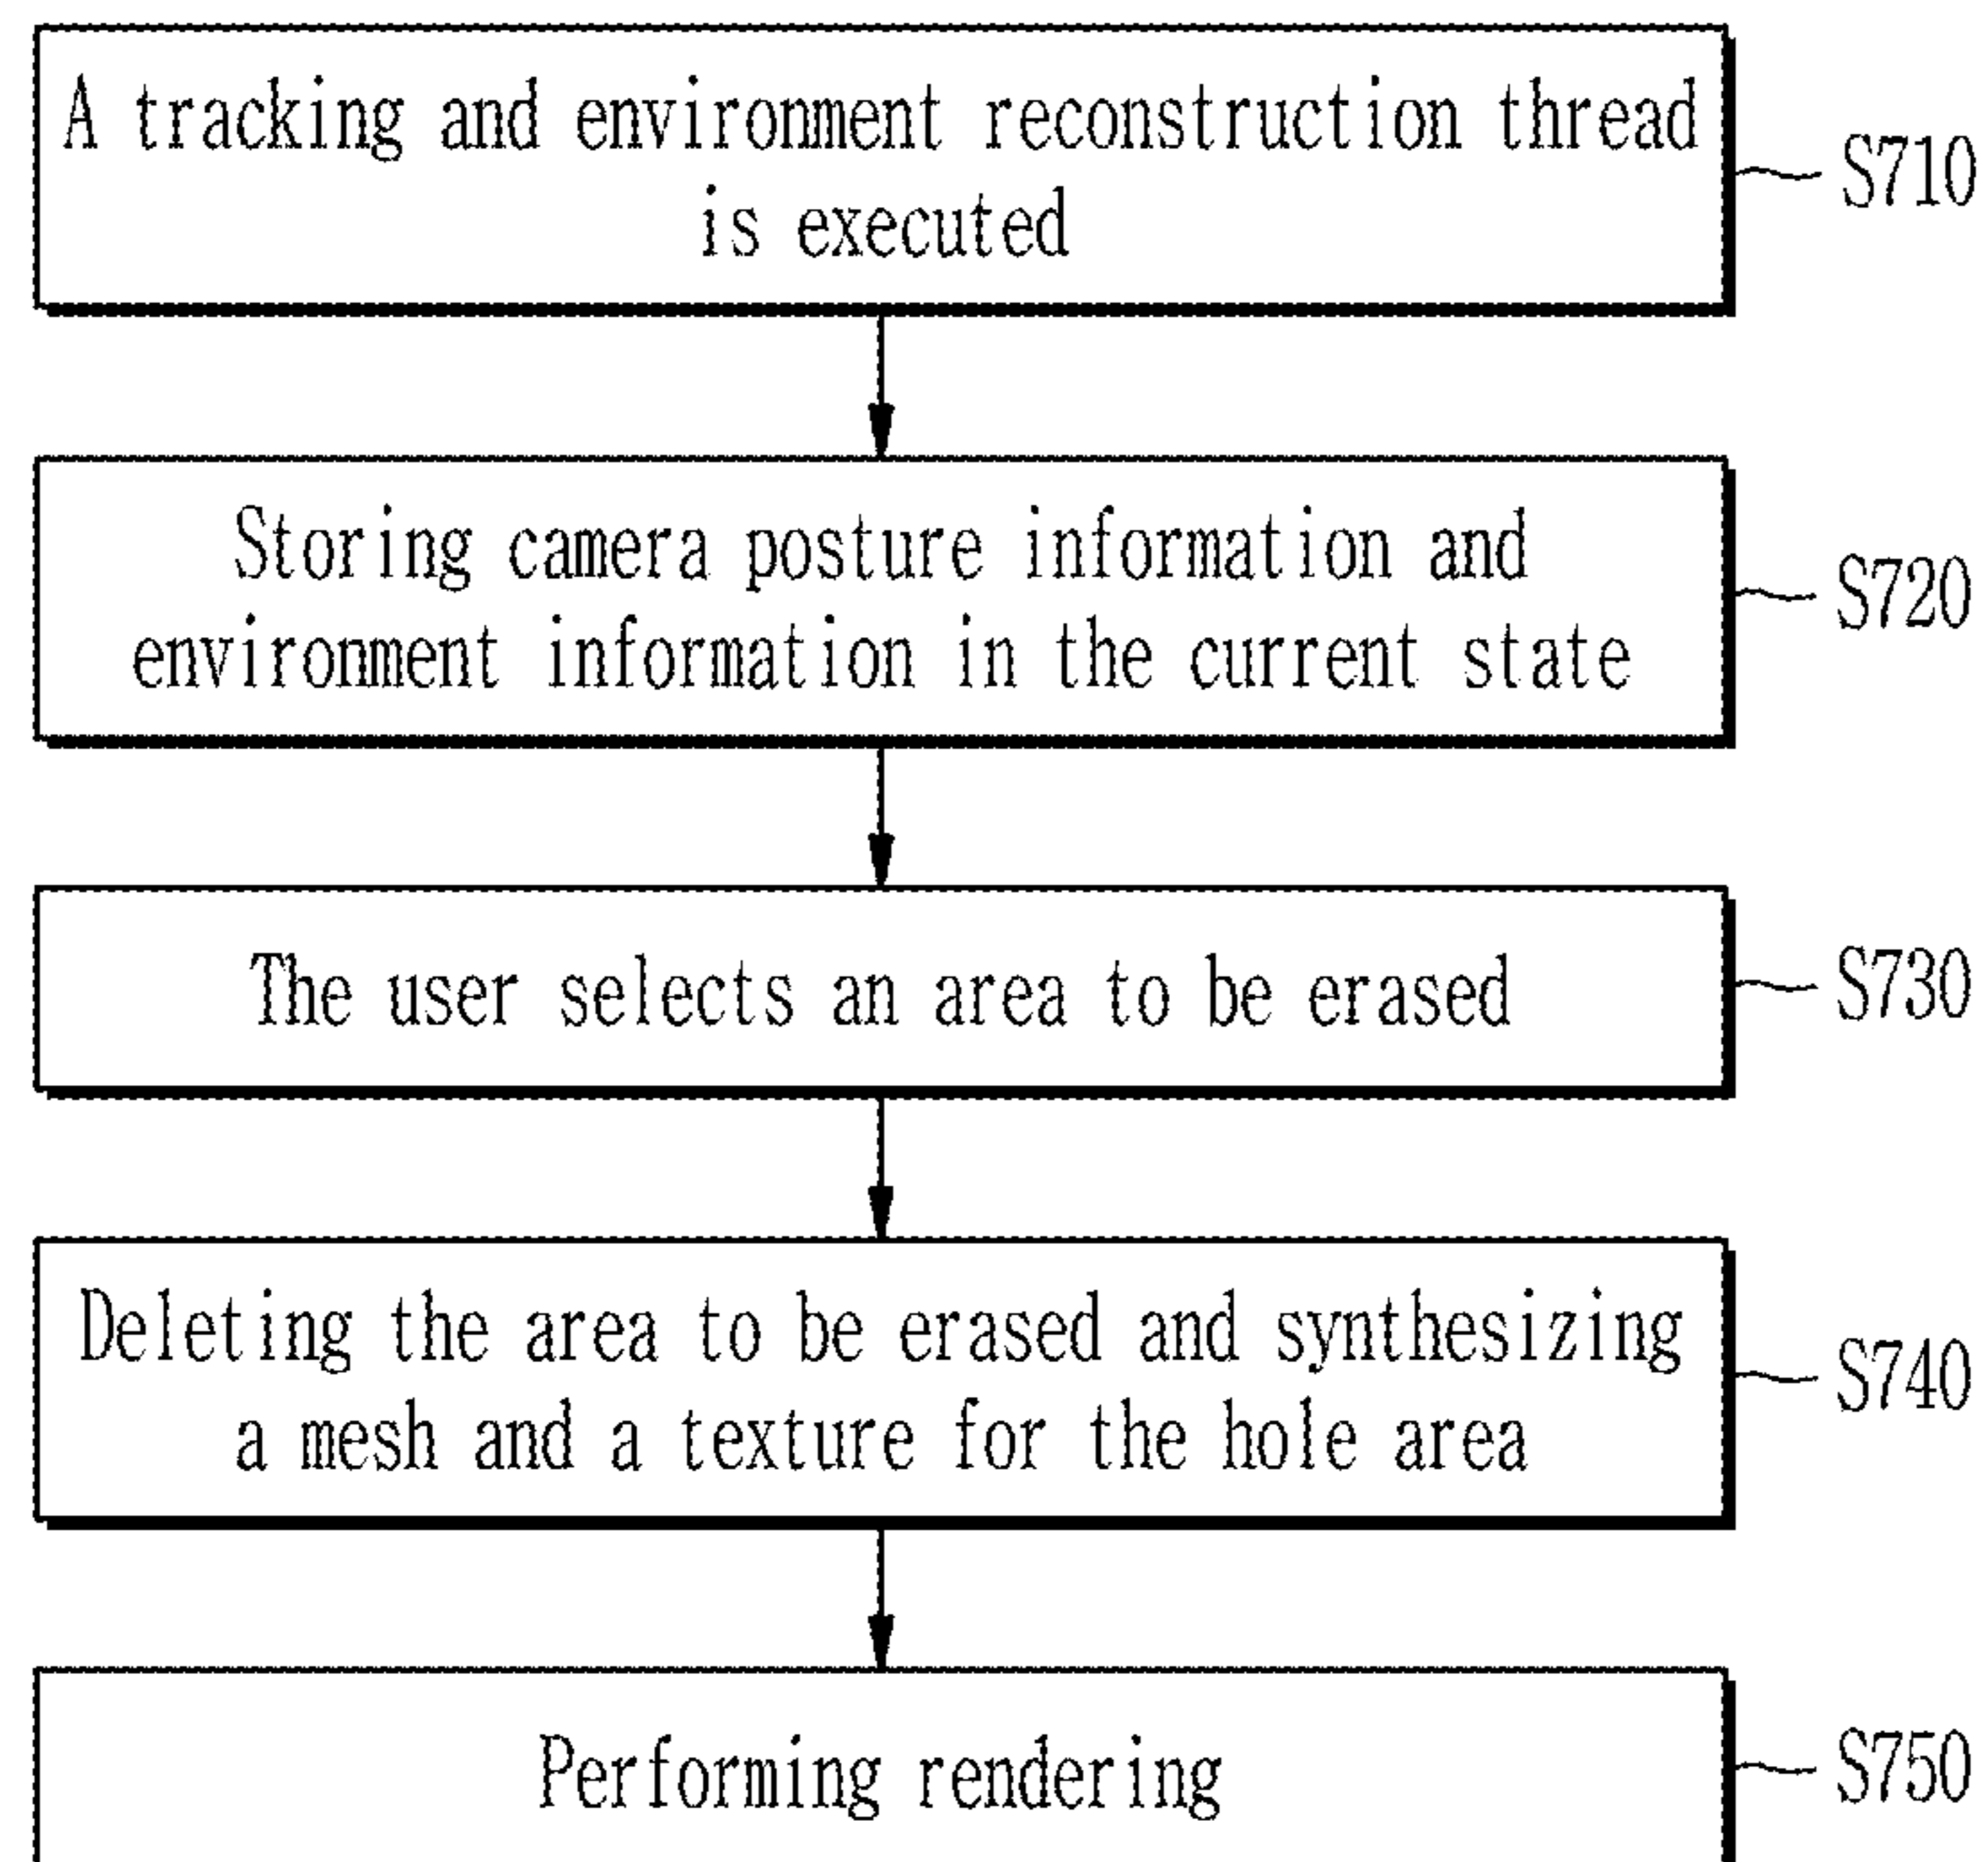 A tracking and environment reconstruction thread
is executed
S710
Storing camera posture information and
environment information in the current state
S720
The user selects an area to be erased
S730
Deleting the area to be erased and synthesizing
a mesh and a texture for the hole area
S740
Performing rendering
S750